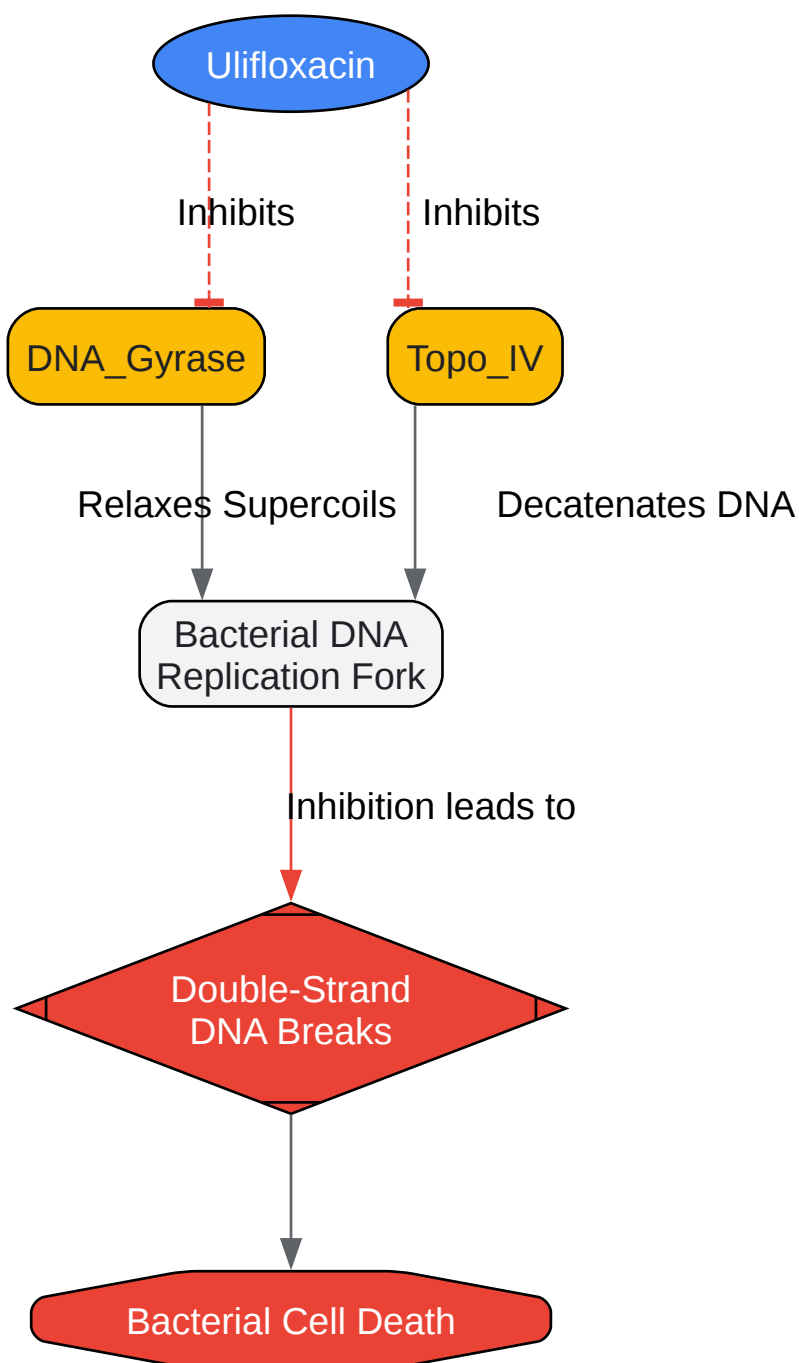 Ulifloxacin
Inhibits
Inhibits
DNA_Gyrase
Topo_IV
Relaxes Supercoils
Decatenates DNA
Bacterial DNA
Replication Fork
Inhibition leads to
Double-Strand
DNA Breaks
Bacterial Cell Death